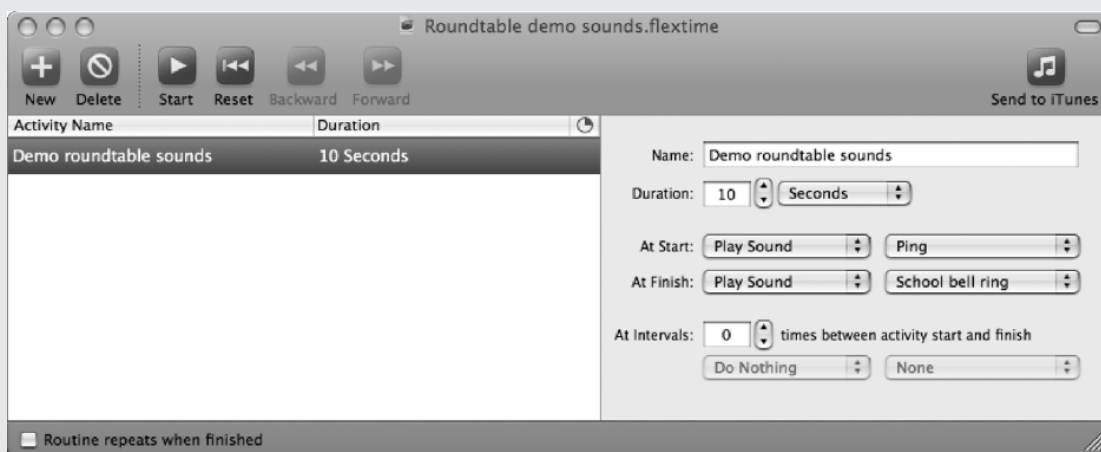 Roundtable demo sounds.flextime
New Delete Start Reset Backward Forward Send to iTunes
Activity Name Duration
Demo roundtable sounds 10 Seconds
Name: Demo roundtable sounds
Duration: 10 Seconds
At Start: Play Sound Ping
At Finish: Play Sound School bell ring
At Intervals: 0 times between activity start and finish
Do Nothing None
Routine repeats when finished